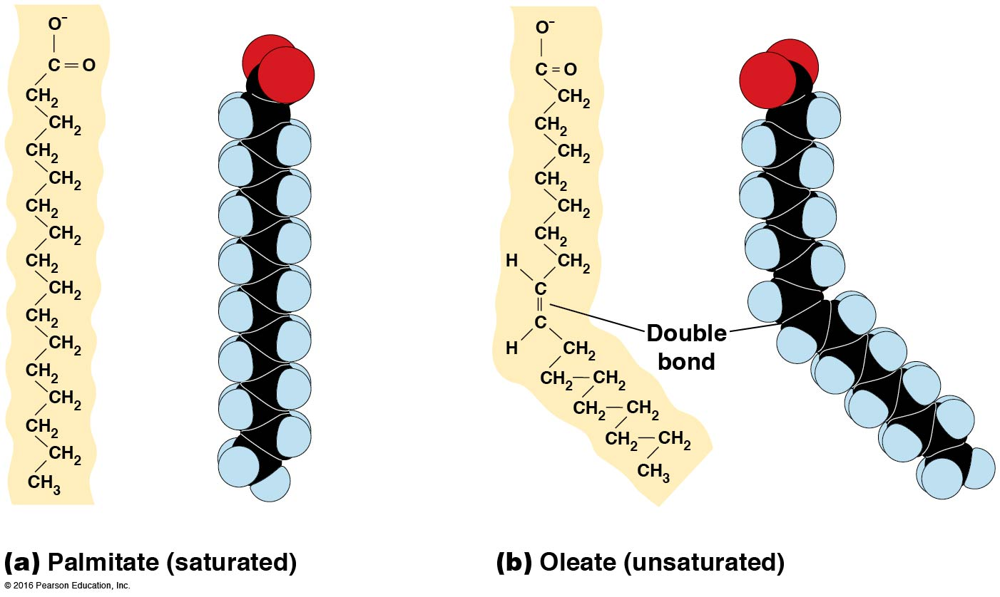 O⁻
C=O
CH₂
CH₂
CH₂
CH₂
CH₂
CH₂
CH₂
CH₂
CH₂
CH₂
CH₂
CH₂
CH₂
CH₂
CH₃
O⁻
C=O
CH₂
CH₂
CH₂
CH₂
CH₂
CH₂
H CH₂
C
C
H CH₂
CH₂—CH₂
CH₂—CH₂
CH₂—CH₂
CH₃
Double
bond
(a) Palmitate (saturated)
(b) Oleate (unsaturated)
© 2016 Pearson Education, Inc.